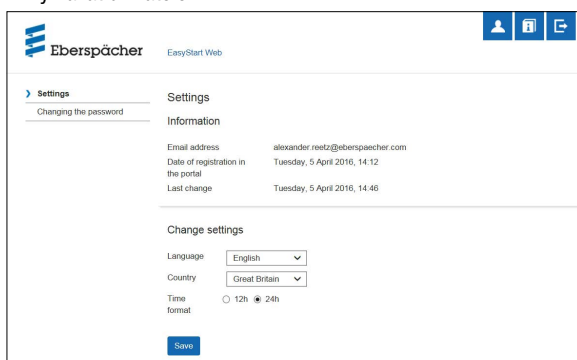 Eberspächer
EasyStart Web
Settings
Changing the password
Settings
Information
Email address alexander.reetz@eberspaecher.com
Date of registration in Tuesday, 5 April 2016, 14:12
the portal
Last change Tuesday, 5 April 2016, 14:46
Change settings
Language English
Country Great Britain
Time 12h 24h
format
Save